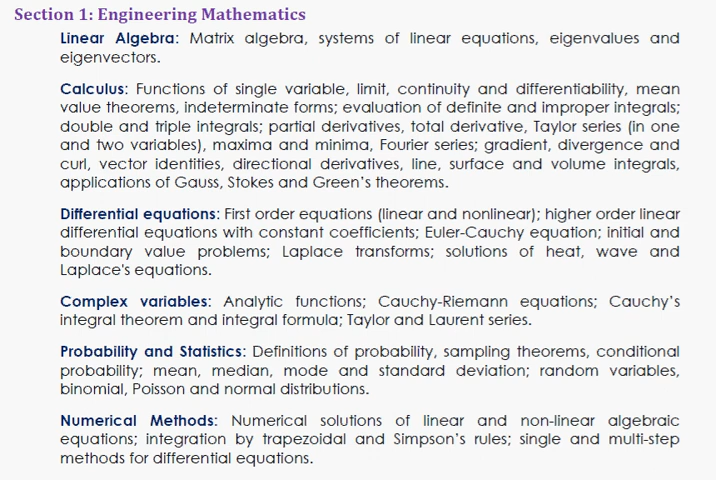 Section 1: Engineering Mathematics
Linear Algebra: Matrix algebra, systems of linear equations, eigenvalues and
eigenvectors.
Calculus: Functions of single variable, limit, continuity and differentiability, mean
value theorems, indeterminate forms; evaluation of definite and improper integrals;
double and triple integrals; partial derivatives, total derivative, Taylor series (in one
and two variables), maxima and minima, Fourier series; gradient, divergence and
curl, vector identities, directional derivatives, line, surface and volume integrals,
applications of Gauss, Stokes and Green's theorems.
Differential equations: First order equations (linear and nonlinear); higher order linear
differential equations with constant coefficients; Euler-Cauchy equation; initial and
boundary value problems; Laplace transforms; solutions of heat, wave and
Laplace's equations.
Complex variables: Analytic functions; Cauchy-Riemann equations; Cauchy's
integral theorem and integral formula; Taylor and Laurent series.
Probability and Statistics: Definitions of probability, sampling theorems, conditional
probability; mean, median, mode and standard deviation; random variables,
binomial, Poisson and normal distributions.
Numerical Methods: Numerical solutions of linear and non-linear algebraic
equations; integration by trapezoidal and Simpson's rules; single and multi-step
methods for differential equations.